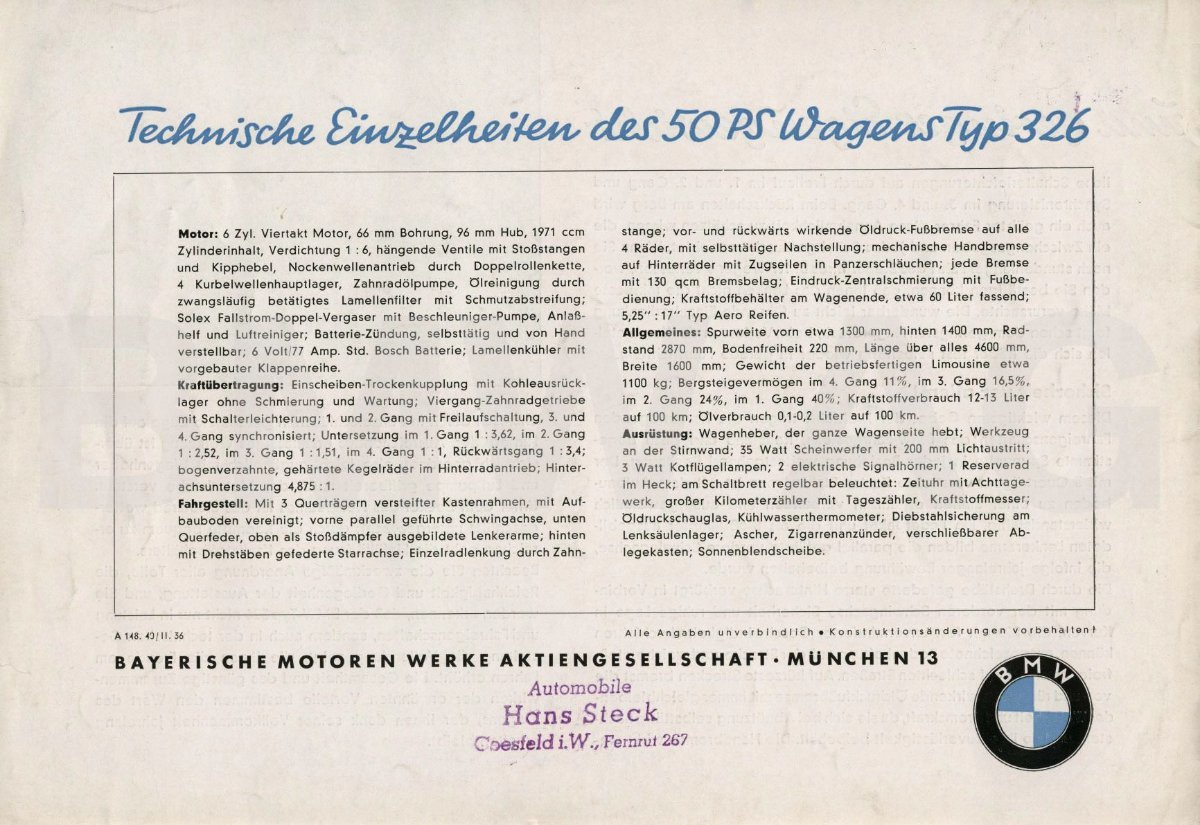 Technische Einzelheiten des 50 PS Wagens Typ 326
Motor: 6 Zyl. Viertakt Motor, 66 mm Bohrung, 96 mm Hub, 1971 ccm
Zylinderinhalt, Verdichtung 1 : 6, hängende Ventile mit Stoßstangen
und Kipphebel, Nockenwellenantrieb durch Doppelrollenkette,
4 Kurbelwellenhauptlager, Zahnradölpumpe, Ölreinigung durch
zwangsläufig betätigtes Lamellenfilter mit Schmutzabstreifung;
Solex Fallstrom-Doppel-Vergaser mit Beschleuniger-Pumpe, Anlaß-
helf und Luftreiniger; Batterie-Zündung, selbsttätig und von Hand
verstellbar; 6 Volt/77 Amp. Std. Bosch Batterie; Lamellenkühler mit
vorgebauter Klappenreihe.
Kraftübertragung: Einscheiben-Trockenkupplung mit Kohleausrück-
lager ohne Schmierung und Wartung; Viergang-Zahnradgetriebe
mit Schalterleichterung; 1. und 2. Gang mit Freilaufschaltung, 3. und
4. Gang synchronisiert; Untersetzung im 1. Gang 1 : 3,62, im 2. Gang
1 : 2,52, im 3. Gang 1 : 1,51, im 4. Gang 1 : 1, Rückwärtsgang 1 : 3,4;
bogenverzahnte, gehärtete Kegelräder im Hinterradantrieb; Hinter-
achsuntersetzung 4,875 : 1.
Fahrgestell: Mit 3 Querträgern versteifter Kastenrahmen, mit Auf-
bauboden vereinigt; vorne parallel geführte Schwingachse, unten
Querfeder, oben als Stoßdämpfer ausgebildete Lenkerarme; hinten
mit Drehstäben gefederte Starrachse; Einzelradlenkung durch Zahn-
stange; vor- und rückwärts wirkende Öldruck-Fußbremse auf alle
4 Räder, mit selbsttätiger Nachstellung; mechanische Handbremse
auf Hinterräder mit Zugseilen in Panzerschläuchen; jede Bremse
mit 130 qcm Bremsbelag; Eindruck-Zentralschmierung mit Fußbe-
dienung; Kraftstoffbehälter am Wagenende, etwa 60 Liter fassend;
5,25" : 17" Typ Aero Reifen.
Allgemeines: Spurweite vorn etwa 1300 mm, hinten 1400 mm, Rad-
stand 2870 mm, Bodenfreiheit 220 mm, Länge über alles 4600 mm,
Breite 1600 mm; Gewicht der betriebsfertigen Limousine etwa
1100 kg; Bergsteigevermögen im 4. Gang 11%, im 3. Gang 16,5%,
im 2. Gang 24%, im 1. Gang 40%; Kraftstoffverbrauch 12-13 Liter
auf 100 km; Ölverbrauch 0,1-0,2 Liter auf 100 km.
Ausrüstung: Wagenheber, der ganze Wagenseite hebt; Werkzeug
an der Stirnwand; 35 Watt Scheinwerfer mit 200 mm Lichtaustritt;
3 Watt Kotflügellampen; 2 elektrische Signalhörner; 1 Reserverad
im Heck; am Schaltbrett regelbar beleuchtet: Zeituhr mit Achttage-
werk, großer Kilometerzähler mit Tageszähler, Kraftstoffmesser;
Öldruckschauglas, Kühlwasserthermometer; Diebstahlsicherung am
Lenksäulenlager; Ascher, Zigarrenanzünder, verschließbarer Ab-
legekasten; Sonnenblendscheibe.
A 148. 40/II. 36
Alle Angaben unverbindlich • Konstruktionsänderungen vorbehalten!
BAYERISCHE MOTOREN WERKE AKTIENGESELLSCHAFT · MÜNCHEN 13
BMW
Automobile
Hans Steck
Coesfeld i.W., Fernruf 267